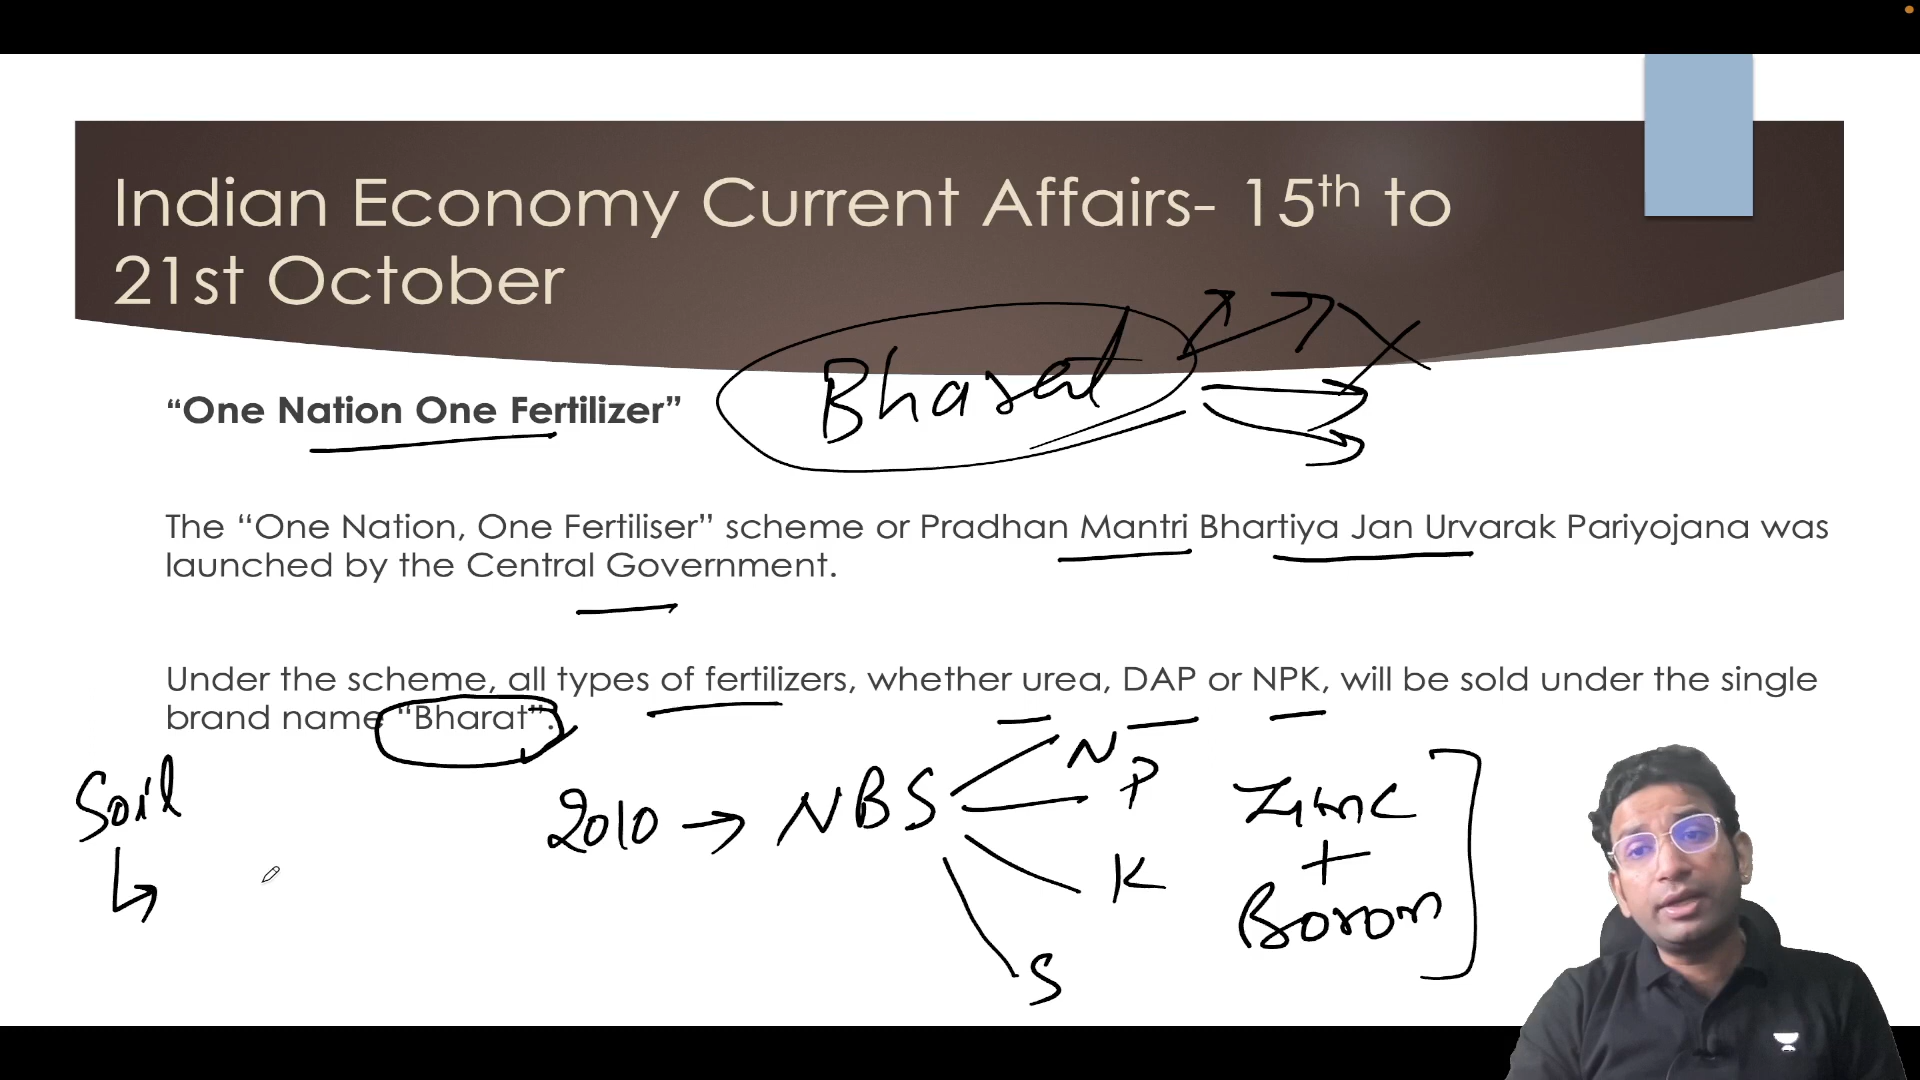 Indian Economy Current Affairs- 15th to
21st October
Bharat
“One Nation One Fertilizer”
The “One Nation, One Fertiliser” scheme or Pradhan Mantri Bhartiya Jan Urvarak Pariyojana was
launched by the Central Government.
Under the scheme, all types of fertilizers, whether urea, DAP or NPK, will be sold under the single
brand name “Bharat”.
Soil
2010 → NBS
N
P
K
S
Zinc
+
Boron